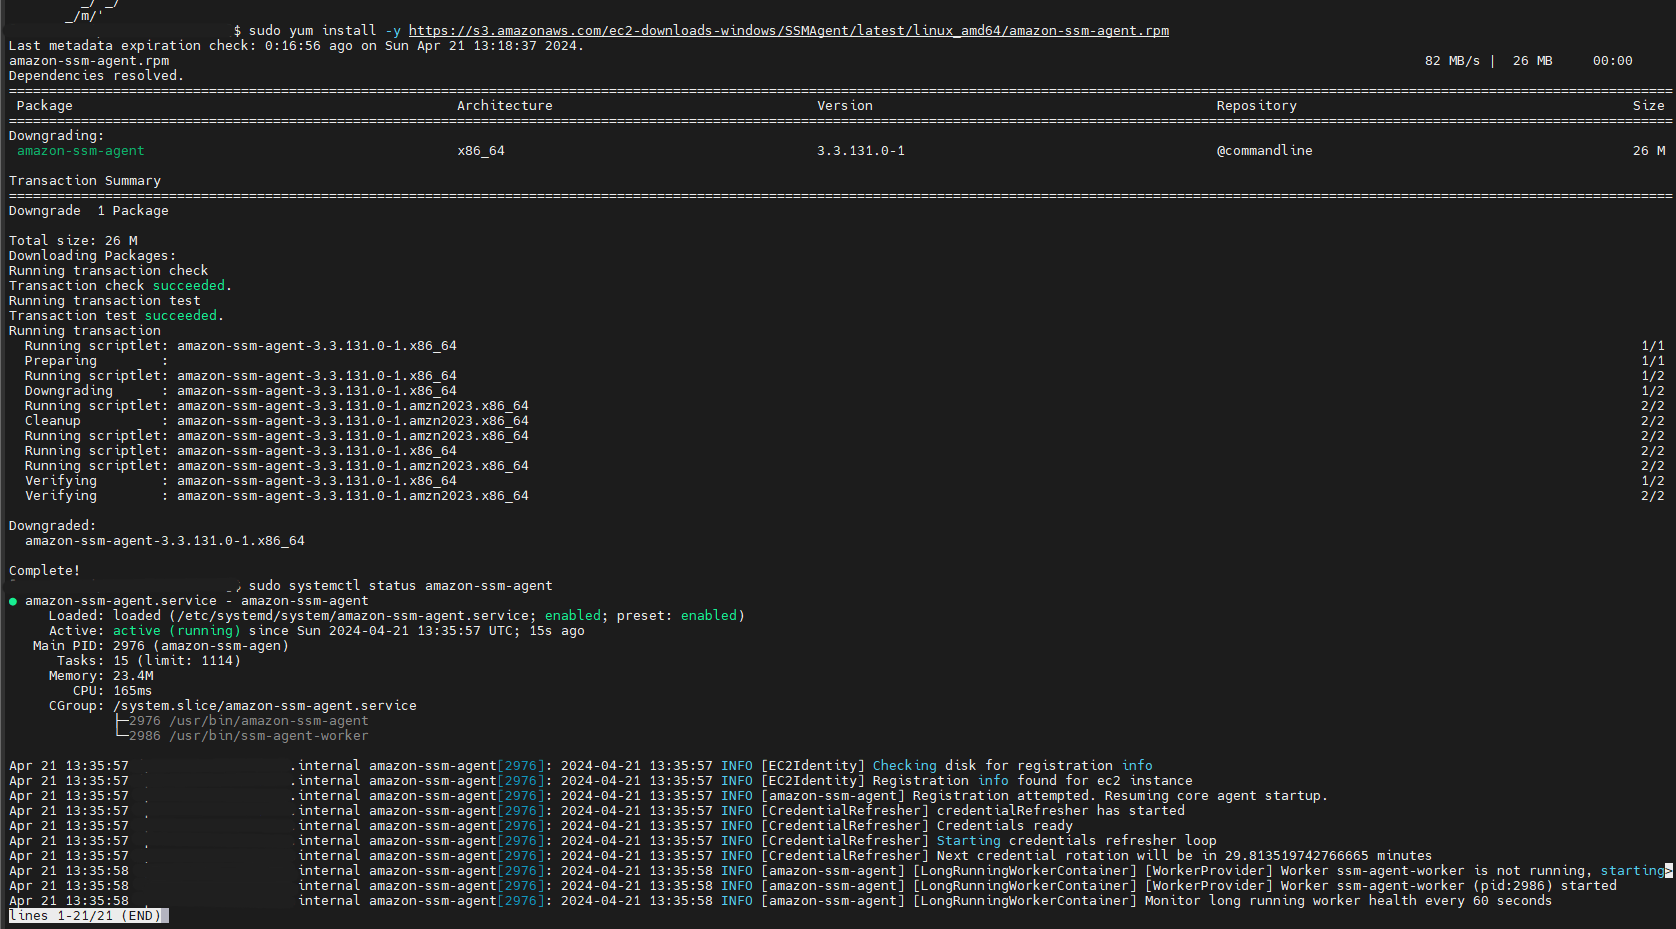 _/ _/
_/m/'
$ sudo yum install -y https://s3.amazonaws.com/ec2-downloads-windows/SSMAgent/latest/linux_amd64/amazon-ssm-agent.rpm
Last metadata expiration check: 0:16:56 ago on Sun Apr 21 13:18:37 2024.
amazon-ssm-agent.rpm 82 MB/s | 26 MB 00:00
Dependencies resolved.
Package Architecture Version Repository Size
Downgrading:
amazon-ssm-agent x86_64 3.3.131.0-1 @commandline 26 M
Transaction Summary
Downgrade 1 Package
Total size: 26 M
Downloading Packages:
Running transaction check
Transaction check succeeded.
Running transaction test
Transaction test succeeded.
Running transaction
Running scriptlet: amazon-ssm-agent-3.3.131.0-1.x86_64 1/1
Preparing : 1/1
Running scriptlet: amazon-ssm-agent-3.3.131.0-1.x86_64 1/2
Downgrading : amazon-ssm-agent-3.3.131.0-1.x86_64 1/2
Running scriptlet: amazon-ssm-agent-3.3.131.0-1.amzn2023.x86_64 2/2
Cleanup : amazon-ssm-agent-3.3.131.0-1.amzn2023.x86_64 2/2
Running scriptlet: amazon-ssm-agent-3.3.131.0-1.amzn2023.x86_64 2/2
Running scriptlet: amazon-ssm-agent-3.3.131.0-1.x86_64 2/2
Running scriptlet: amazon-ssm-agent-3.3.131.0-1.amzn2023.x86_64 2/2
Verifying : amazon-ssm-agent-3.3.131.0-1.x86_64 1/2
Verifying : amazon-ssm-agent-3.3.131.0-1.amzn2023.x86_64 2/2
Downgraded:
amazon-ssm-agent-3.3.131.0-1.x86_64
Complete!
sudo systemctl status amazon-ssm-agent
● amazon-ssm-agent.service - amazon-ssm-agent
Loaded: loaded (/etc/systemd/system/amazon-ssm-agent.service; enabled; preset: enabled)
Active: active (running) since Sun 2024-04-21 13:35:57 UTC; 15s ago
Main PID: 2976 (amazon-ssm-agen)
Tasks: 15 (limit: 1114)
Memory: 23.4M
CPU: 165ms
CGroup: /system.slice/amazon-ssm-agent.service
├─2976 /usr/bin/amazon-ssm-agent
└─2986 /usr/bin/ssm-agent-worker
Apr 21 13:35:57 .internal amazon-ssm-agent[2976]: 2024-04-21 13:35:57 INFO [EC2Identity] Checking disk for registration info
Apr 21 13:35:57 .internal amazon-ssm-agent[2976]: 2024-04-21 13:35:57 INFO [EC2Identity] Registration info found for ec2 instance
Apr 21 13:35:57 .internal amazon-ssm-agent[2976]: 2024-04-21 13:35:57 INFO [amazon-ssm-agent] Registration attempted. Resuming core agent startup.
Apr 21 13:35:57 internal amazon-ssm-agent[2976]: 2024-04-21 13:35:57 INFO [CredentialRefresher] credentialRefresher has started
Apr 21 13:35:57 internal amazon-ssm-agent[2976]: 2024-04-21 13:35:57 INFO [CredentialRefresher] Credentials ready
Apr 21 13:35:57 internal amazon-ssm-agent[2976]: 2024-04-21 13:35:57 INFO [CredentialRefresher] Starting credentials refresher loop
Apr 21 13:35:57 internal amazon-ssm-agent[2976]: 2024-04-21 13:35:57 INFO [CredentialRefresher] Next credential rotation will be in 29.813519742766665 minutes
Apr 21 13:35:58 internal amazon-ssm-agent[2976]: 2024-04-21 13:35:58 INFO [amazon-ssm-agent] [LongRunningWorkerContainer] [WorkerProvider] Worker ssm-agent-worker is not running, starting>
Apr 21 13:35:58 internal amazon-ssm-agent[2976]: 2024-04-21 13:35:58 INFO [amazon-ssm-agent] [LongRunningWorkerContainer] [WorkerProvider] Worker ssm-agent-worker (pid:2986) started
Apr 21 13:35:58 internal amazon-ssm-agent[2976]: 2024-04-21 13:35:58 INFO [amazon-ssm-agent] [LongRunningWorkerContainer] Monitor long running worker health every 60 seconds
lines 1-21/21 (END)